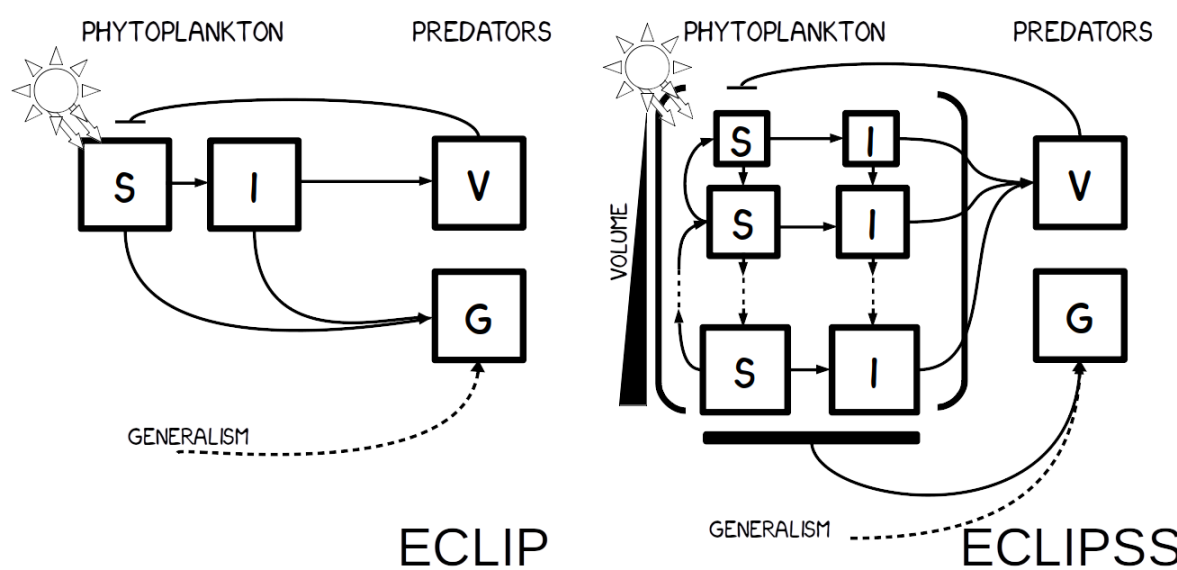 PHYTOPLANKTON PREDATORS
S I V
G
GENERALISM
ECLIP
PHYTOPLANKTON PREDATORS
VOLUME
S I
S I V
S I G
GENERALISM
ECLIPSS